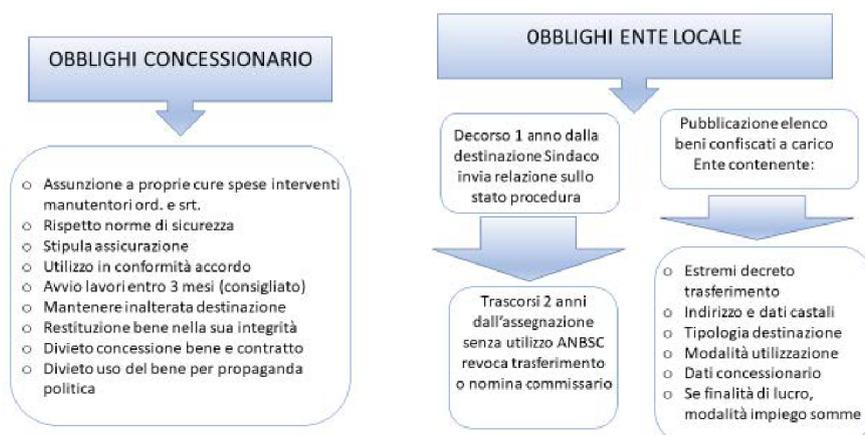 OBBLIGHI CONCESSIONARIO
o Assunzione a proprie cure spese interventi
manutentori ord. e srt.
o Rispetto norme di sicurezza
o Stipula assicurazione
o Utilizzo in conformità accordo
o Avvio lavori entro 3 mesi (consigliato)
o Mantenere inalterata destinazione
o Restituzione bene nella sua integrità
o Divieto concessione bene e contratto
o Divieto uso del bene per propaganda
politica
OBBLIGHI ENTE LOCALE
Decorso 1 anno dalla
destinazione Sindaco
invia relazione sullo
stato procedura
Trascorsi 2 anni
dall'assegnazione
senza utilizzo ANBSC
revoca trasferimento
o nomina commissario
Pubblicazione elenco
beni confiscati a carico
Ente contenente:
o Estremi decreto
trasferimento
o Indirizzo e dati castali
o Tipologia destinazione
o Modalità utilizzazione
o Dati concessionario
o Se finalità di lucro,
modalità impiego somme